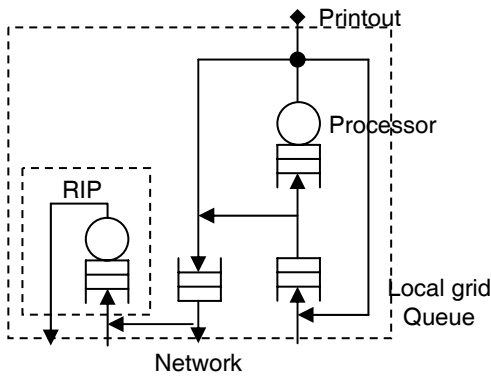 Printout
Processor
RIP
Local grid
Queue
Network